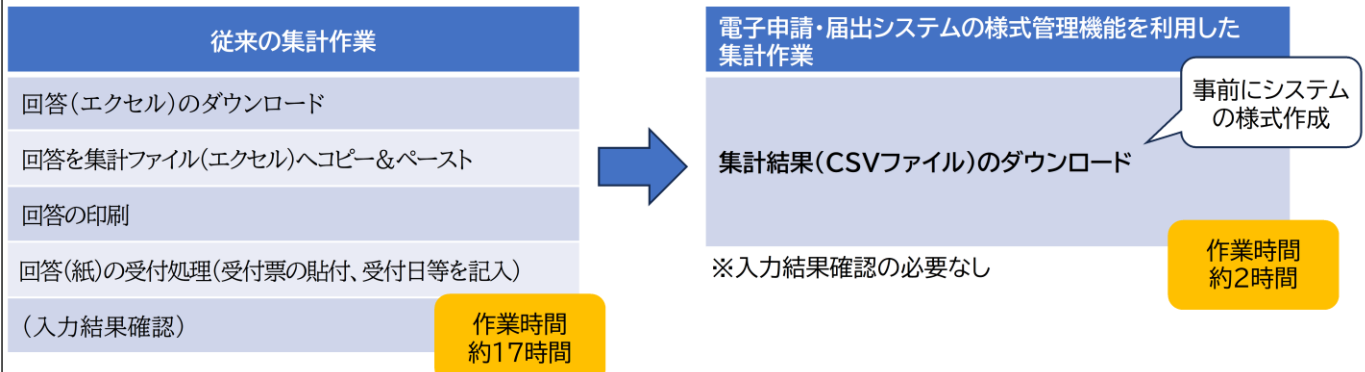 従来の集計作業
回答(エクセル)のダウンロード
回答を集計ファイル(エクセル)へコピー&ペースト
回答の印刷
回答(紙)の受付処理(受付票の貼付、受付日等を記入)
(入力結果確認)
作業時間
約17時間
電子申請・届出システムの様式管理機能を利用した
集計作業
事前にシステム
の様式作成
集計結果(CSVファイル)のダウンロード
※入力結果確認の必要なし
作業時間
約2時間